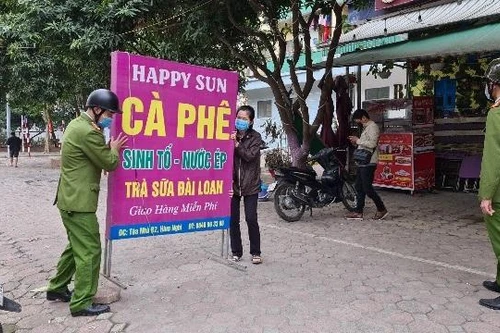 HAPPY SUN
CÀ PHÊ
SINH TỐ - NƯỚC ÉP
TRÀ SỮA ĐÀI LOAN
Giao Hàng Miễn Phí